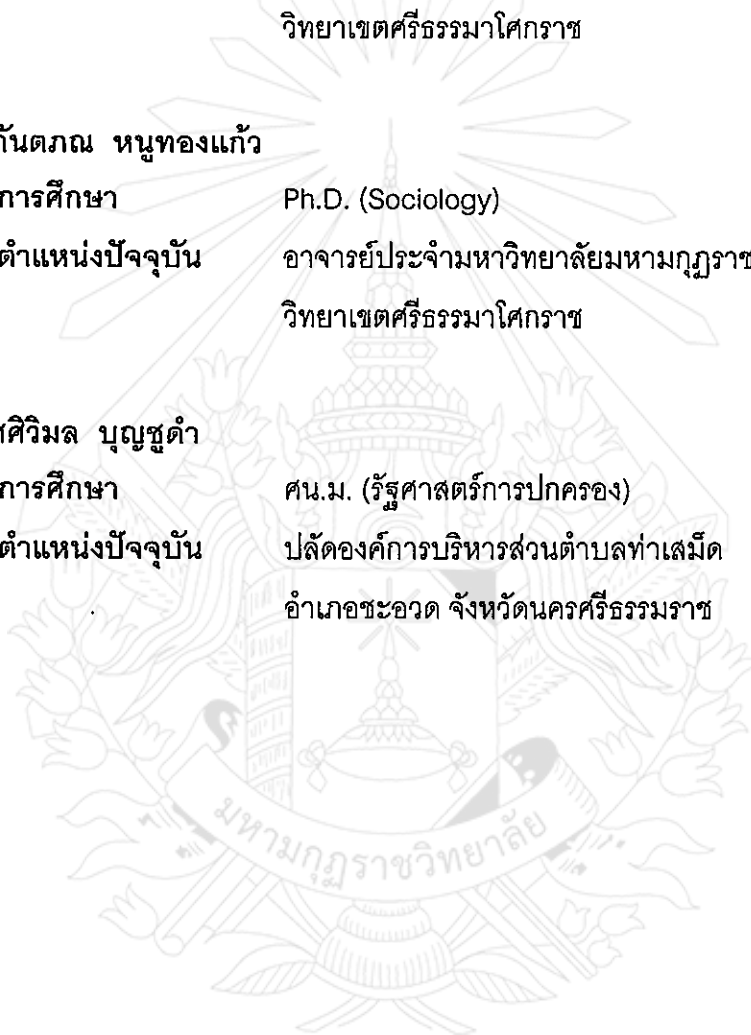 วิทยาเขตศรีธรรมาโศกราช
กันตภณ หนูทองแก้ว
การศึกษา Ph.D. (Sociology)
ตำแหน่งปัจจุบัน อาจารย์ประจำมหาวิทยาลัยมหามกุฏราช
วิทยาเขตศรีธรรมาโศกราช
ศศิวิมล บุญชูดำ
การศึกษา ศน.ม. (รัฐศาสตร์การปกครอง)
ตำแหน่งปัจจุบัน ปลัดองค์การบริหารส่วนตำบลท่าเสม็ด
อำเภอชะอวด จังหวัดนครศรีธรรมราช
มหามกุฏราชวิทยาลัย